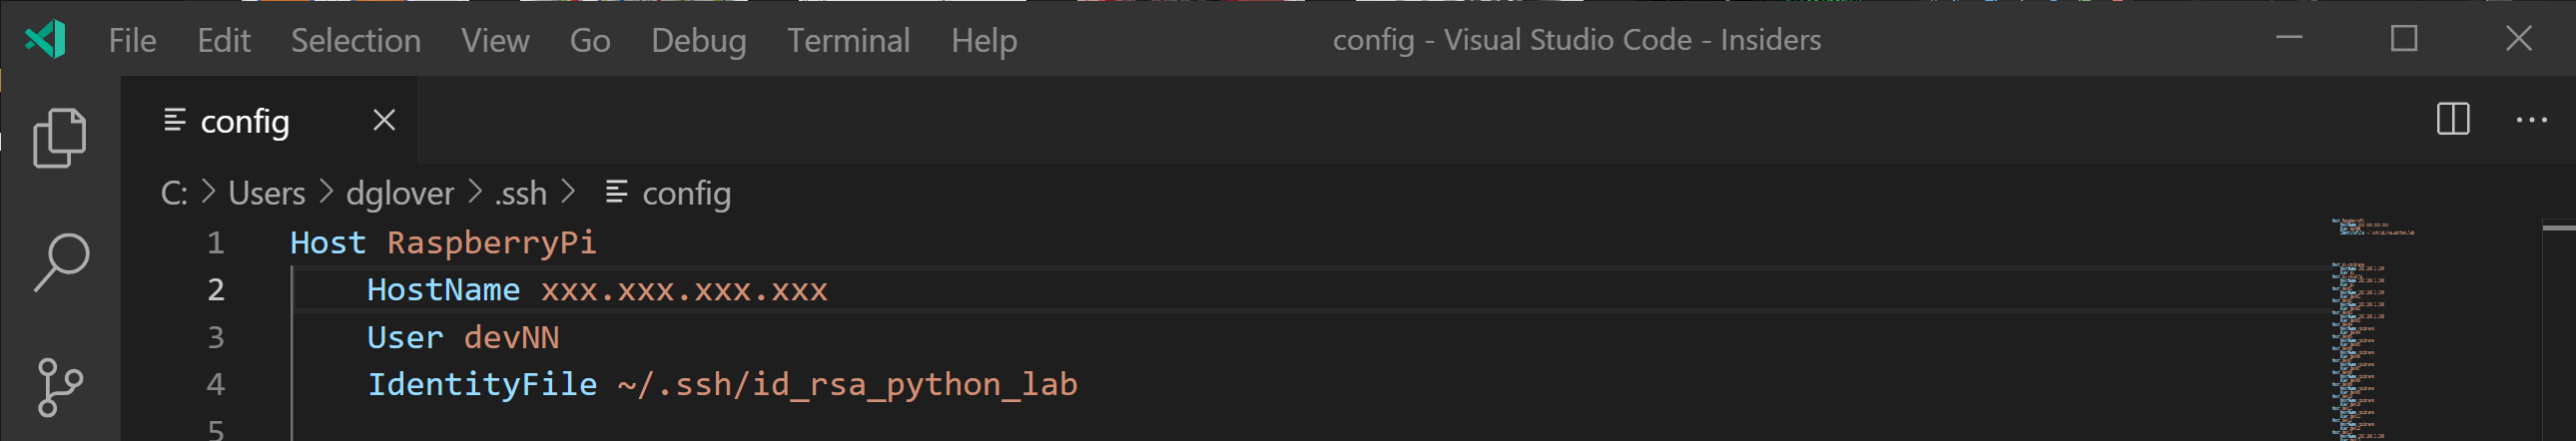 File Edit Selection View Go Debug Terminal Help config - Visual Studio Code - Insiders
config
C: > Users > dglover > .ssh > config
1 Host RaspberryPi
2 HostName xxx.xxx.xxx.xxx
3 User devNN
4 IdentityFile ~/.ssh/id_rsa_python_lab
5